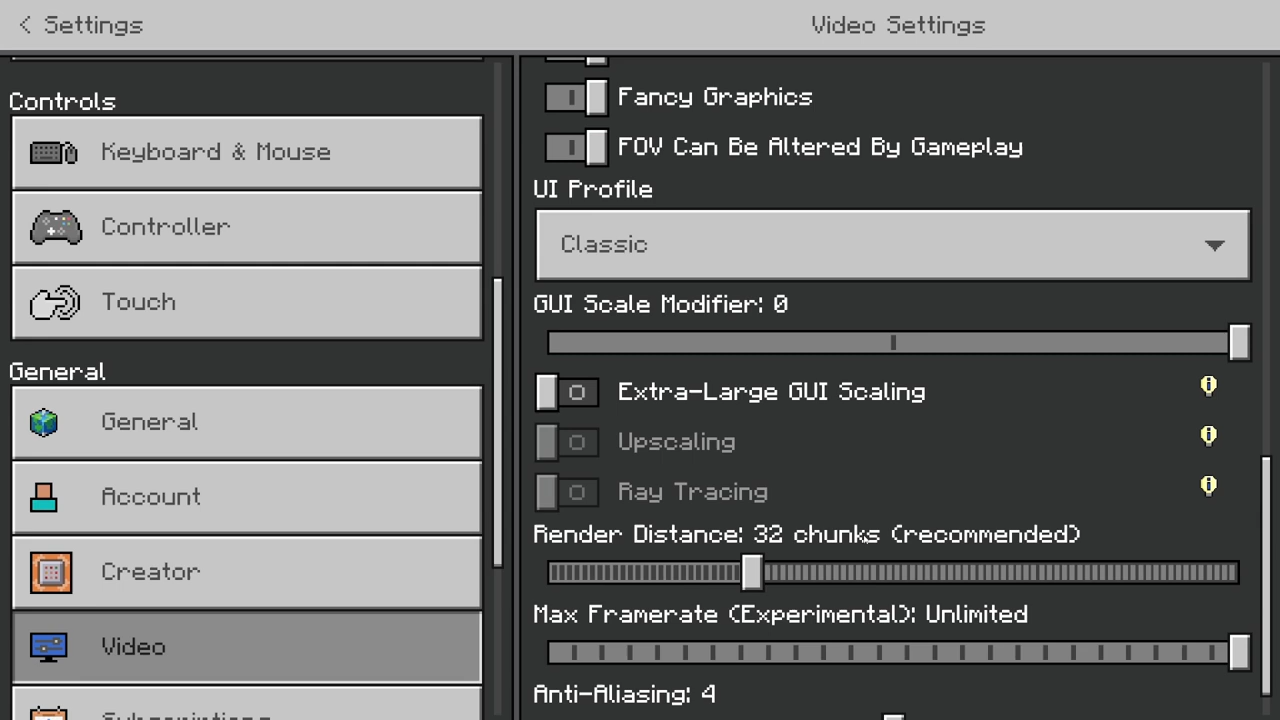 Settings
Video Settings
Controls
Keyboard & Mouse
Controller
Touch
General
General
Account
Creator
Video
Fancy Graphics
FOV Can Be Altered By Gameplay
UI Profile
Classic
GUI Scale Modifier: 0
Extra-Large GUI Scaling
Upscaling
Ray Tracing
Render Distance: 32 chunks (recommended)
Max Framerate (Experimental): Unlimited
Anti-Aliasing: 4